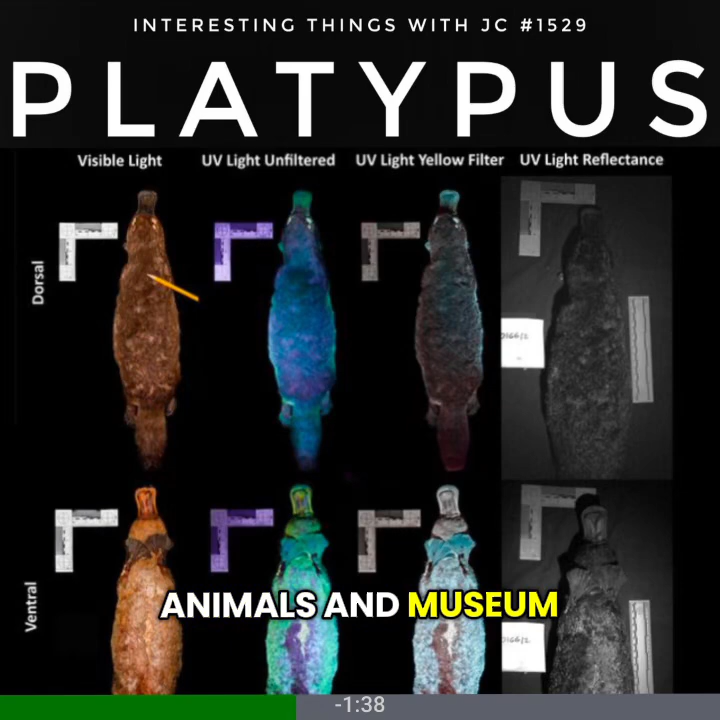 INTERESTING THINGS WITH JC #1529
PLATYPUS
Visible Light
UV Light Unfiltered
UV Light Yellow Filter
UV Light Reflectance
Dorsal
Ventral
ANIMALS AND MUSEUM
-1:38